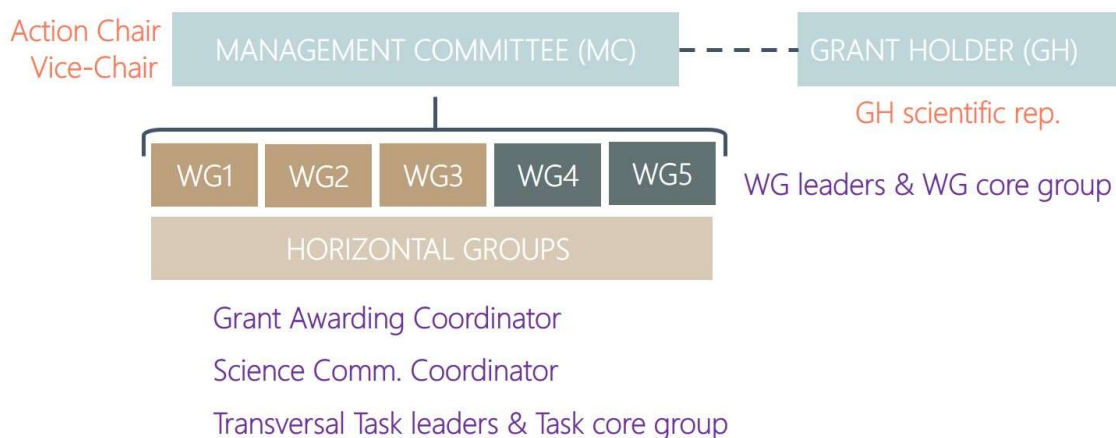 Action Chair
Vice-Chair
MANAGEMENT COMMITTEE (MC)
GRANT HOLDER (GH)
GH scientific rep.
WG1
WG2
WG3
WG4
WG5
WG leaders & WG core group
HORIZONTAL GROUPS
Grant Awarding Coordinator
Science Comm. Coordinator
Transversal Task leaders & Task core group